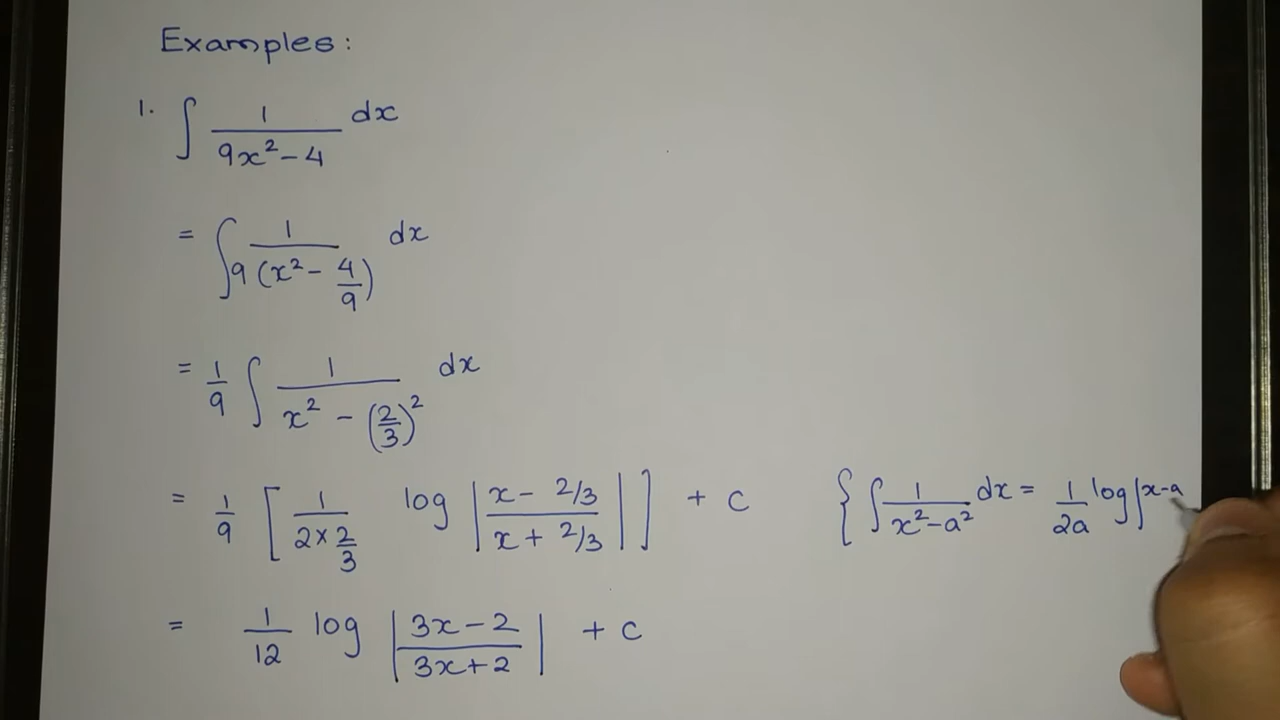 Examples:
1. ∫ 1/(9x² - 4) dx
= ∫ 1/(9(x² - 4/9)) dx
= 1/9 ∫ 1/(x² - (2/3)²) dx
= 1/9 [ 1/(2 × 2/3) log | (x - 2/3)/(x + 2/3) | ] + c { ∫ 1/(x² - a²) dx = 1/2a log | x - a
= 1/12 log | (3x - 2)/(3x + 2) | + c